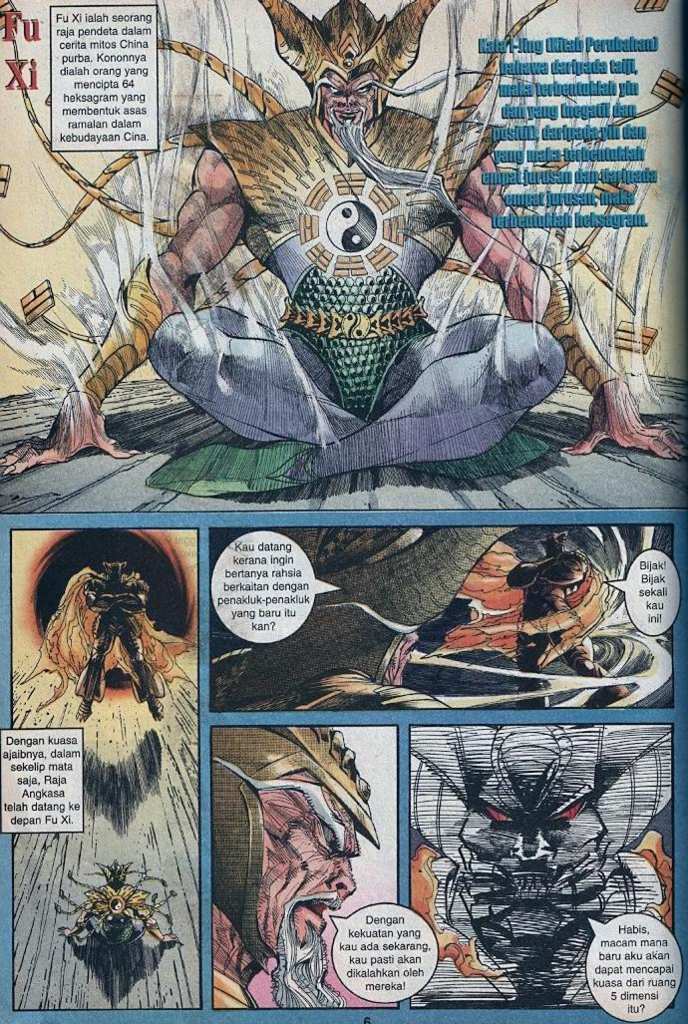 Fu
Xi
Fu Xi ialah seorang
raja pendeta dalam
cerita mitos China
purba. Kononnya
dialah orang yang
mencipta 64
heksagram yang
membentuk asas
ramalan dalam
kebudayaan Cina.
Kata I-Jing (Kitab Perubahan)
bahawa daripada taiji,
maka terbentuklah yin
dan yang (negatif dan
positif), daripada yin dan
yang maka terbentuklah
empat jurusan dan daripada
empat jurusan, maka
terbentuklah heksagram.
Dengan kuasa
ajaibnya, dalam
sekelip mata
saja, Raja
Angkasa
telah datang ke
depan Fu Xi.
Kau datang
kerana ingin
bertanya rahsia
berkaitan dengan
penakluk-penakluk
yang baru itu
kan?
Bijak!
Bijak
sekali
kau
ini!
Dengan
kekuatan yang
kau ada sekarang,
kau pasti akan
dikalahkan oleh
mereka!
Habis,
macam mana
baru aku akan
dapat mencapai
kuasa dari ruang
5 dimensi
itu?
6